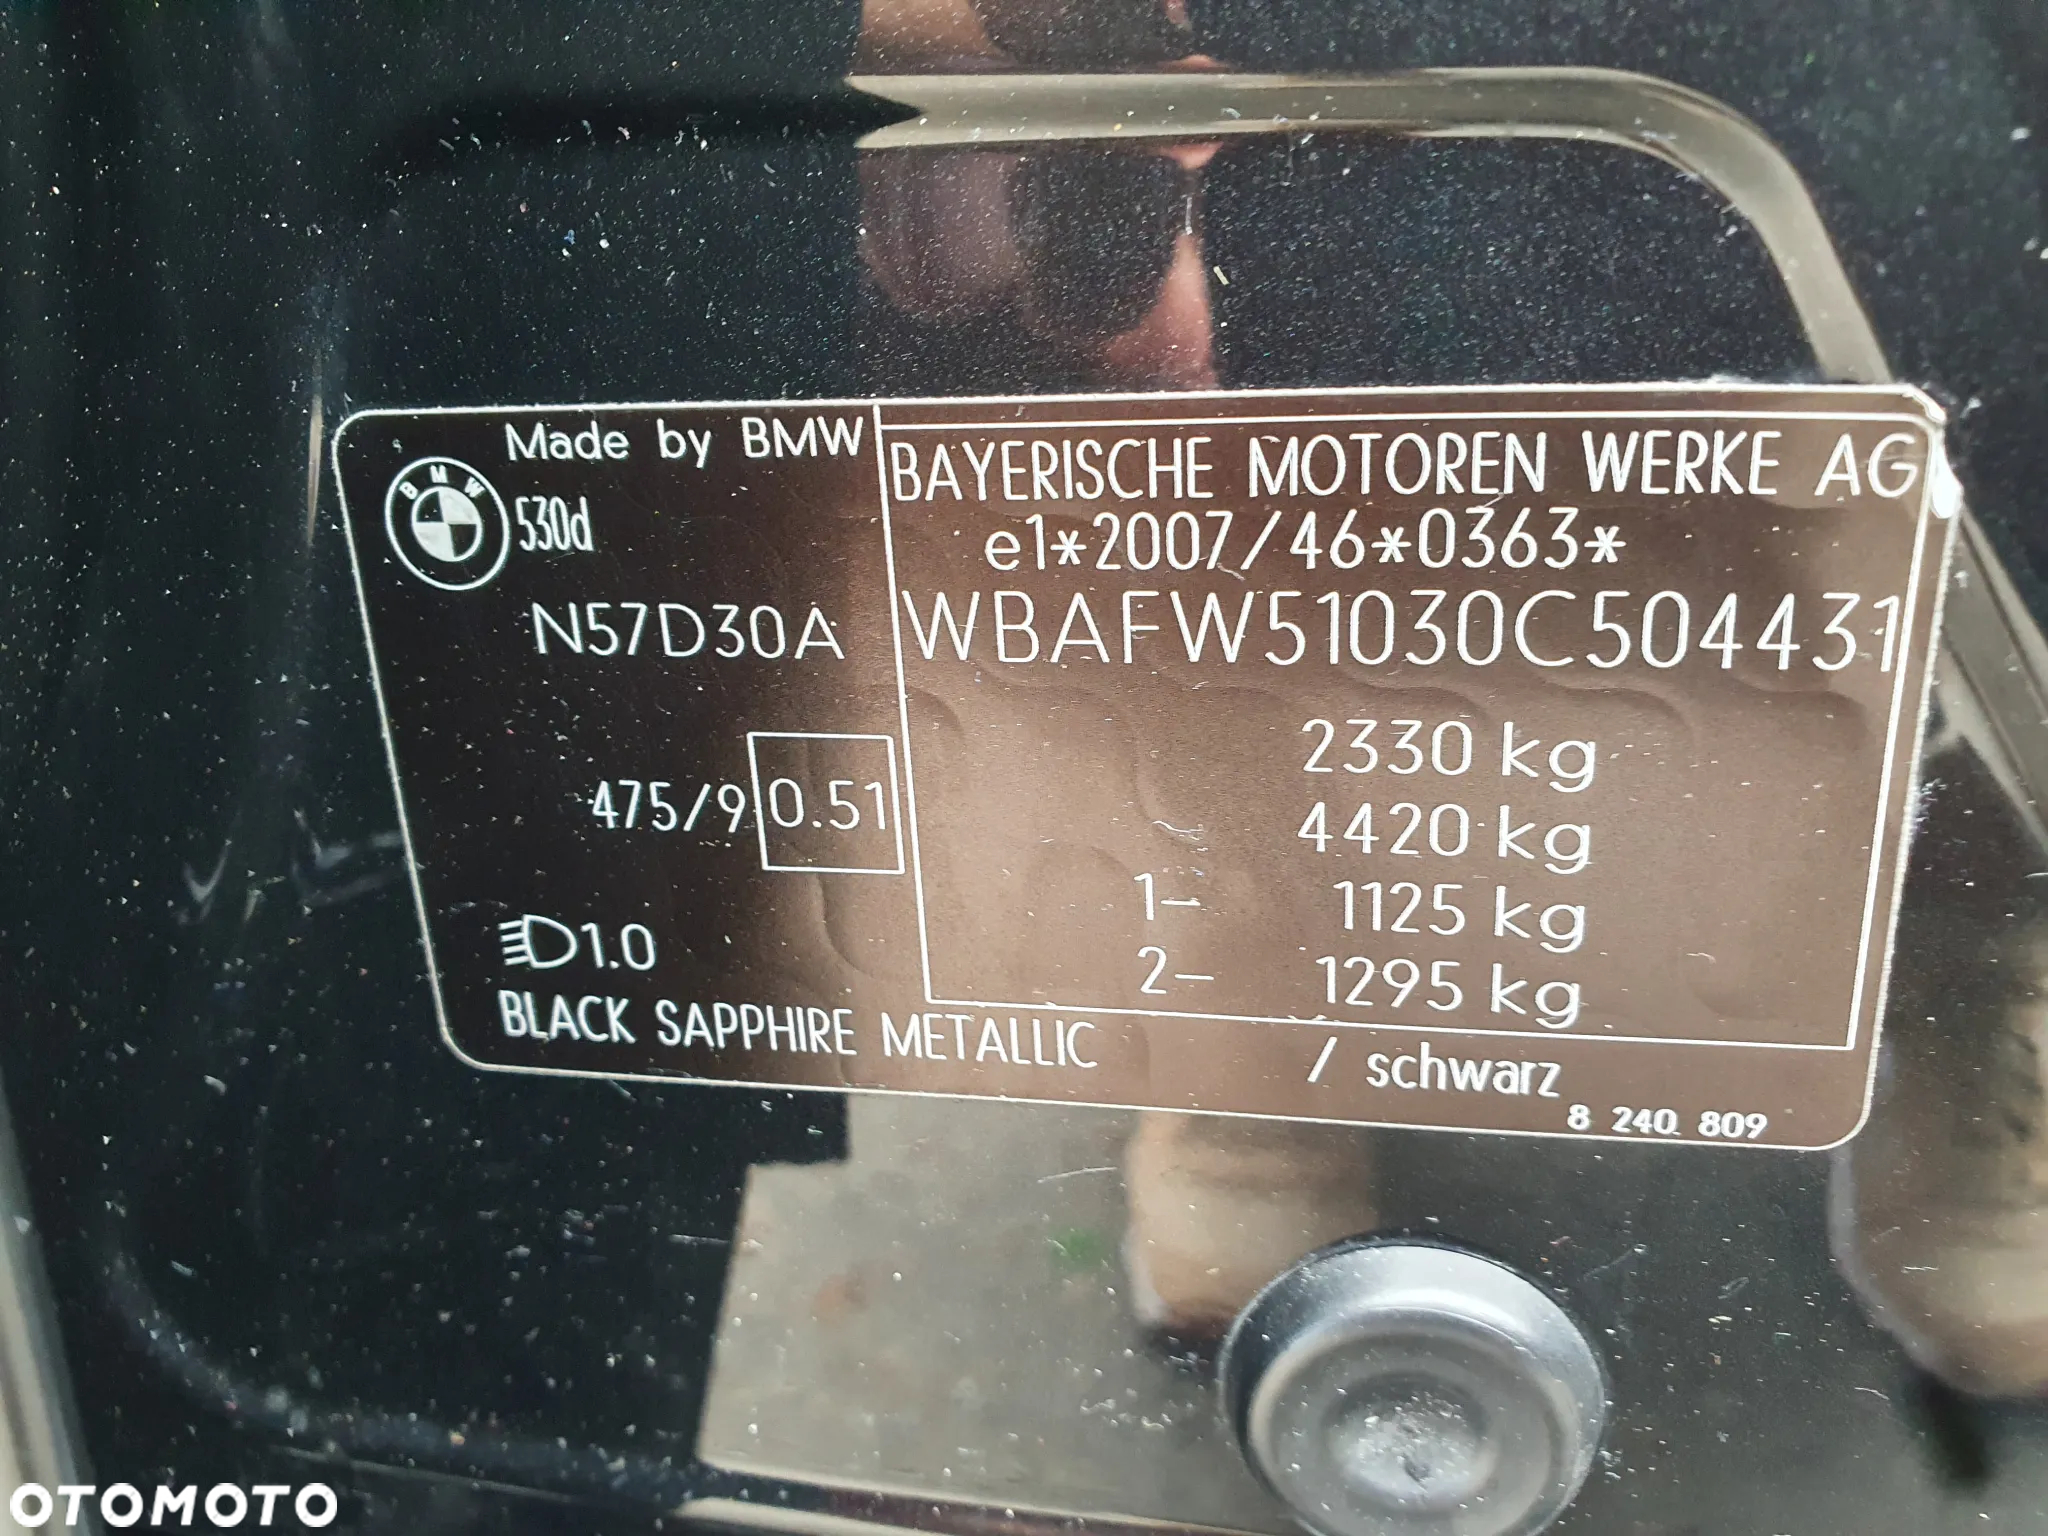 Made by BMW
BMW
530d
N57D30A
475/9 0.51
1.0
BLACK SAPPHIRE METALLIC / schwarz
BAYERISCHE MOTOREN WERKE AG
e1*2007/46*0363*
WBAFW51030C504431
2330 kg
4420 kg
1- 1125 kg
2- 1295 kg
8 240 809
OTOMOTO